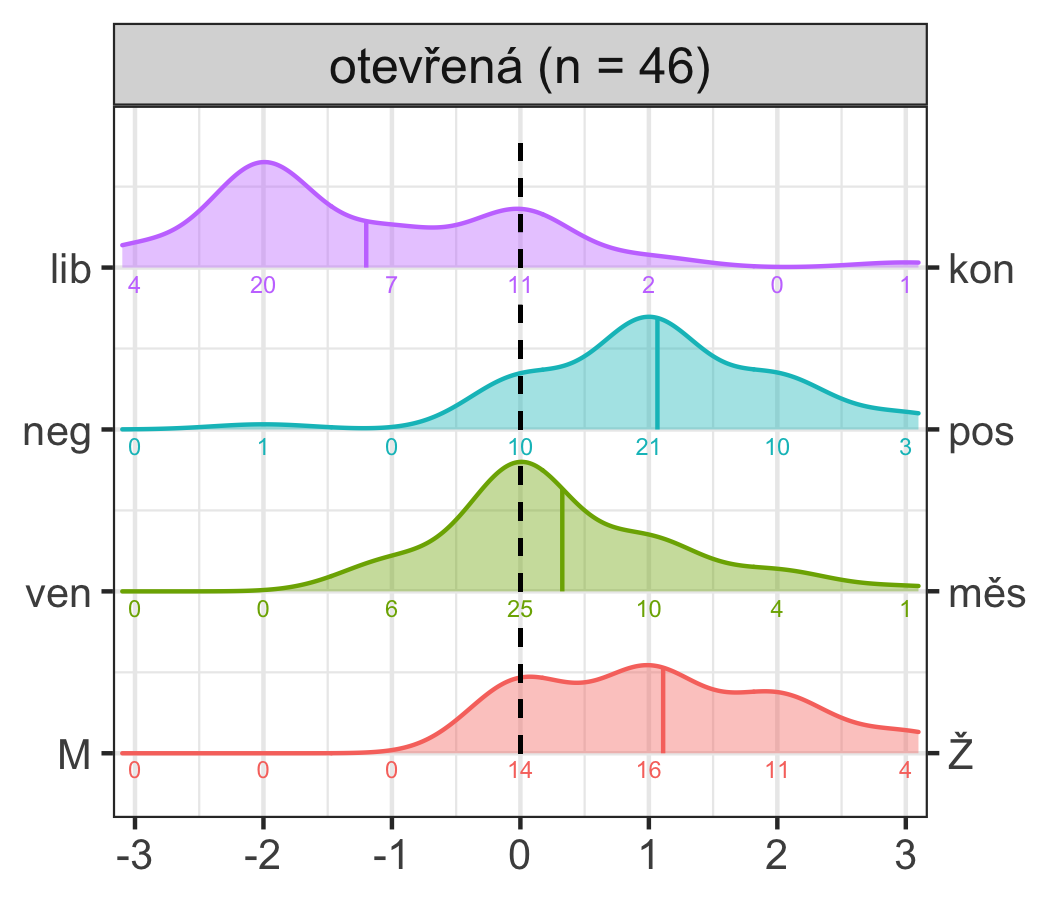 otevřená (n = 46)
lib kon
4 20 7 11 2 0 1
neg pos
0 1 0 10 21 10 3
ven měs
0 0 6 25 10 4 1
M Ž
0 0 0 14 16 11 4
-3 -2 -1 0 1 2 3